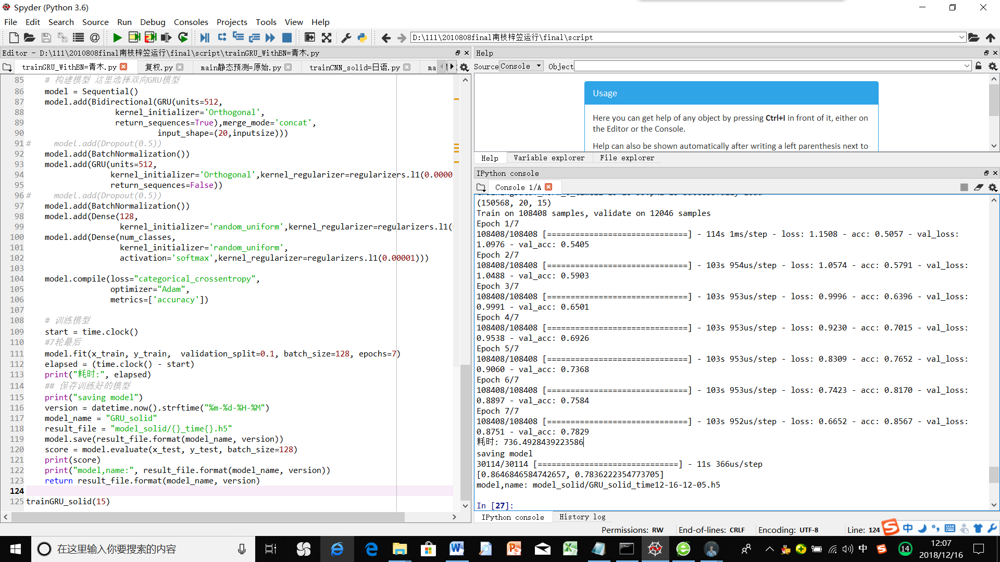 Spyder (Python 3.6)
File Edit Search Source Run Debug Consoles Projects Tools View Help
D:\111\2010808final南枝梓笠运行\final\script
Editor - D:\111\2010808final南枝梓笠运行\final\script\trainGRU_WithBN=青木.py
trainGRU_WithBN=青木.py 复权.py main静态预测=原始.py trainCNN_solid=日语.py ma
85 # 构建模型 这里选择双向GRU模型
86 model = Sequential()
87 model.add(Bidirectional(GRU(units=512,
88 kernel_initializer='Orthogonal',
89 return_sequences=True),merge_mode='concat',
90 input_shape=(20,inputsize)))
91 # model.add(Dropout(0.5))
92 model.add(BatchNormalization())
93 model.add(GRU(units=512,
94 kernel_initializer='Orthogonal',kernel_regularizer=regularizers.l1(0.0000
95 return_sequences=False))
96 # model.add(Dropout(0.5))
97 model.add(BatchNormalization())
98 model.add(Dense(128,
99 kernel_initializer='random_uniform',kernel_regularizer=regularizers.l1(
100 model.add(Dense(num_classes,
101 kernel_initializer='random_uniform',
102 activation='softmax',kernel_regularizer=regularizers.l1(0.00001)))
103
104 model.compile(loss="categorical_crossentropy",
105 optimizer="Adam",
106 metrics=['accuracy'])
107
108 # 训练模型
109 start = time.clock()
110 #7轮最后
111 model.fit(x_train, y_train, validation_split=0.1, batch_size=128, epochs=7)
112 elapsed = (time.clock() - start)
113 print("耗时:", elapsed)
114 ## 保存训练好的模型
115 print("saving model")
116 version = datetime.now().strftime("%m-%d-%H-%M")
117 model_name = "GRU_solid"
118 result_file = "model_solid/{}_time{}.h5"
119 model.save(result_file.format(model_name, version))
120 score = model.evaluate(x_test, y_test, batch_size=128)
121 print(score)
122 print("model,name:", result_file.format(model_name, version))
123 return result_file.format(model_name, version)
124
125 trainGRU_solid(15)
Help
Source Console Object
Usage
Here you can get help of any object by pressing Ctrl+I in front of it, either on
the Editor or the Console.
Help can also be shown automatically after writing a left parenthesis next to
Help Variable explorer File explorer
IPython console
Console 1/A
(150568, 20, 15)
Train on 108408 samples, validate on 12046 samples
Epoch 1/7
108408/108408 [==============================] - 114s 1ms/step - loss: 1.1508 - acc: 0.5057 - val_loss:
1.0976 - val_acc: 0.5405
Epoch 2/7
108408/108408 [==============================] - 103s 954us/step - loss: 1.0574 - acc: 0.5791 - val_loss:
1.0488 - val_acc: 0.5903
Epoch 3/7
108408/108408 [==============================] - 103s 953us/step - loss: 0.9996 - acc: 0.6396 - val_loss:
0.9991 - val_acc: 0.6501
Epoch 4/7
108408/108408 [==============================] - 103s 953us/step - loss: 0.9230 - acc: 0.7015 - val_loss:
0.9538 - val_acc: 0.6926
Epoch 5/7
108408/108408 [==============================] - 103s 953us/step - loss: 0.8309 - acc: 0.7652 - val_loss:
0.9060 - val_acc: 0.7368
Epoch 6/7
108408/108408 [==============================] - 103s 953us/step - loss: 0.7423 - acc: 0.8170 - val_loss:
0.8897 - val_acc: 0.7584
Epoch 7/7
108408/108408 [==============================] - 103s 952us/step - loss: 0.6652 - acc: 0.8567 - val_loss:
0.8751 - val_acc: 0.7829
耗时: 736.4928439223586
saving model
30114/30114 [==============================] - 11s 366us/step
[0.8646846584742657, 0.7836222354773705]
model,name: model_solid/GRU_solid_time12-16-12-05.h5
In [27]:
IPython console History log
Permissions: RW End-of-lines: CRLF Encoding: UTF-8 Line: 124
中
在这里输入你要搜索的内容
中
14
12:07
2018/12/16